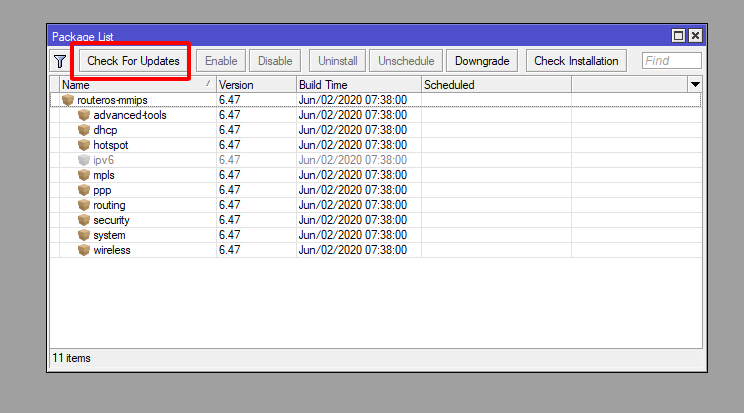 Package List
Check For Updates Enable Disable Uninstall Unschedule Downgrade Check Installation Find
Name / Version Build Time Scheduled
routeros-mmips 6.47 Jun/02/2020 07:38:00
advanced-tools 6.47 Jun/02/2020 07:38:00
dhcp 6.47 Jun/02/2020 07:38:00
hotspot 6.47 Jun/02/2020 07:38:00
ipv6 6.47 Jun/02/2020 07:38:00
mpls 6.47 Jun/02/2020 07:38:00
ppp 6.47 Jun/02/2020 07:38:00
routing 6.47 Jun/02/2020 07:38:00
security 6.47 Jun/02/2020 07:38:00
system 6.47 Jun/02/2020 07:38:00
wireless 6.47 Jun/02/2020 07:38:00
11 items